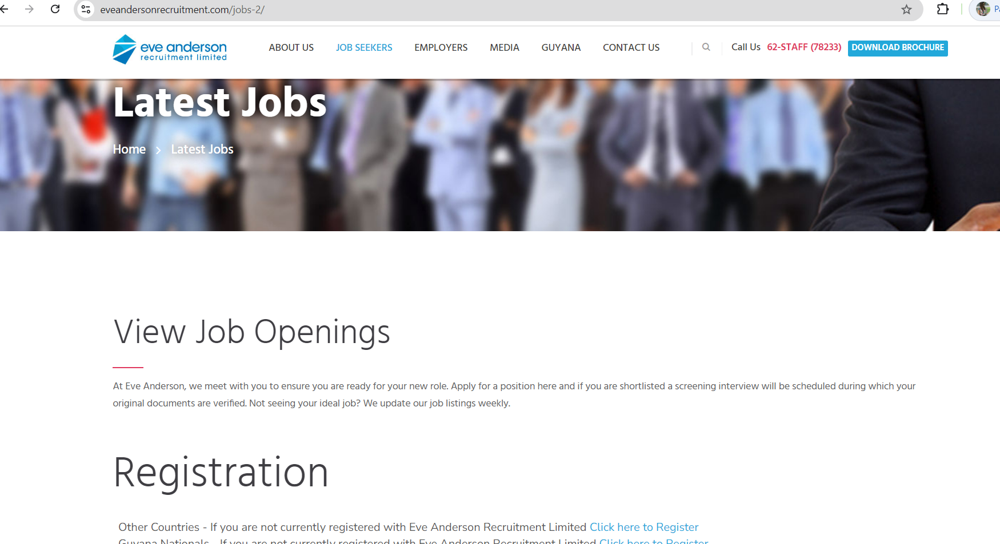 eveandersonrecruitment.com/jobs-2/
eve anderson
recruitment limited
ABOUT US
JOB SEEKERS
EMPLOYERS
MEDIA
GUYANA
CONTACT US
Call Us 62-STAFF (78233)
DOWNLOAD BROCHURE
Latest Jobs
Home > Latest Jobs
View Job Openings
At Eve Anderson, we meet with you to ensure you are ready for your new role. Apply for a position here and if you are shortlisted a screening interview will be scheduled during which your
original documents are verified. Not seeing your ideal job? We update our job listings weekly.
Registration
Other Countries - If you are not currently registered with Eve Anderson Recruitment Limited Click here to Register
Guyana Nationals - If you are not currently registered with Eve Anderson Recruitment Limited Click here to Register